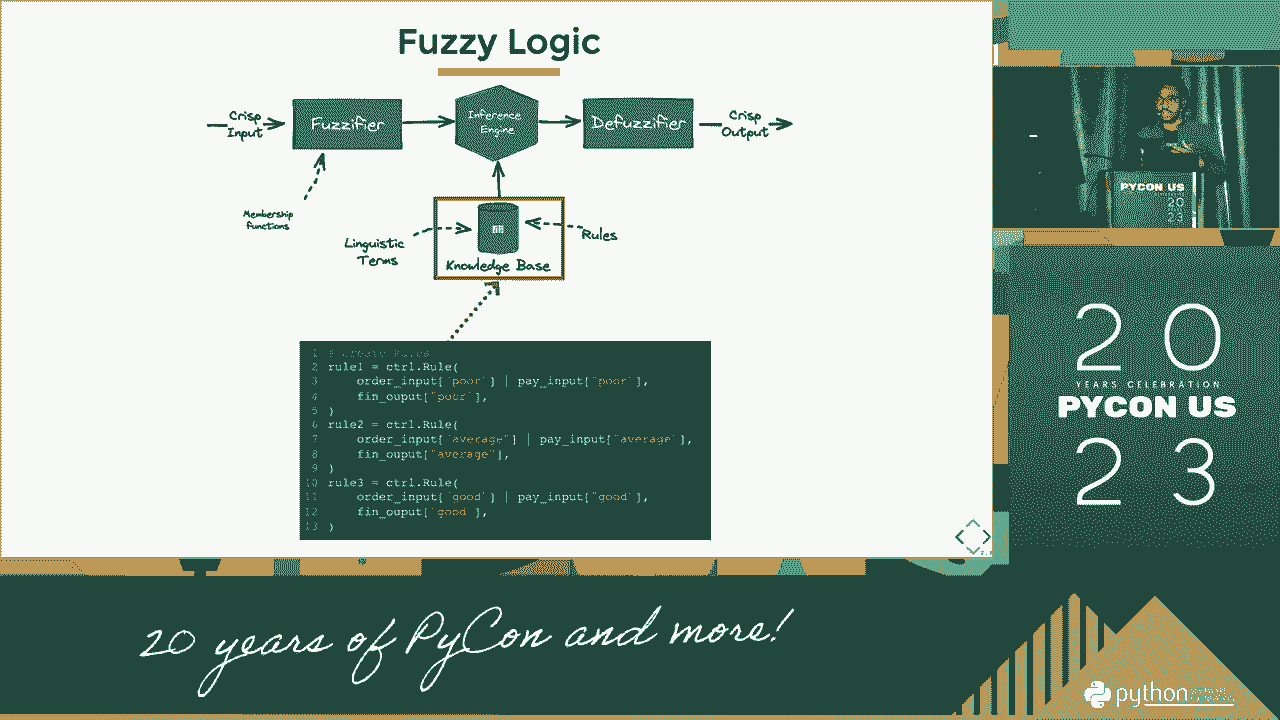 Fuzzy Logic
Crisp
Input
Fuzzifier
Inference
Engine
Defuzzifier
Crisp
Output
Membership
functions
Linguistic
Terms
Rules
Knowledge Base
1 # Create Rules
2 rule1 = ctrl.Rule(
3 order_input["poor"] | pay_input["poor"],
4 fin_ouput["poor"],
5 )
6 rule2 = ctrl.Rule(
7 order_input["average"] | pay_input["average"],
8 fin_ouput["average"],
9 )
10 rule3 = ctrl.Rule(
11 order_input["good"] | pay_input["good"],
12 fin_ouput["good"],
13 )
PYCON US
20
23
20
YEARS CELEBRATION
PYCON US
23
20 years of PyCon and more!
python